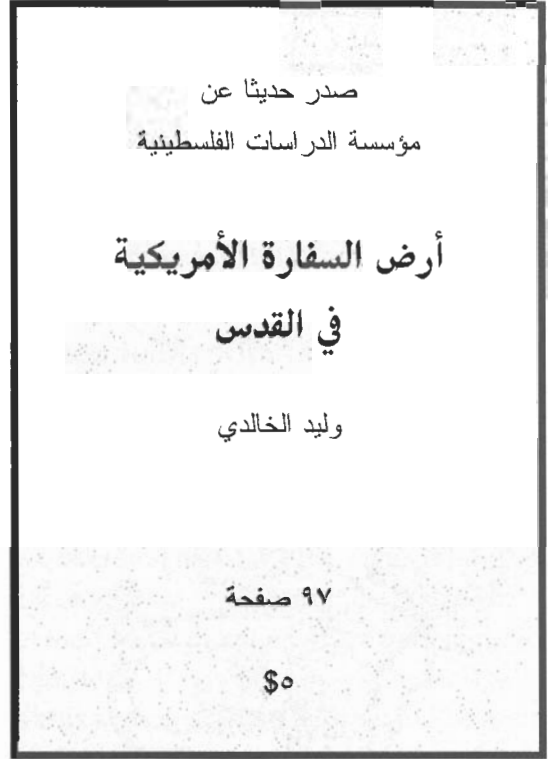 صدر حديثا عن
مؤسسة الدراسات الفلسطينية
أرض السفارة الأمريكية
في القدس
وليد الخالدي
٩٧ صفحة
$٥